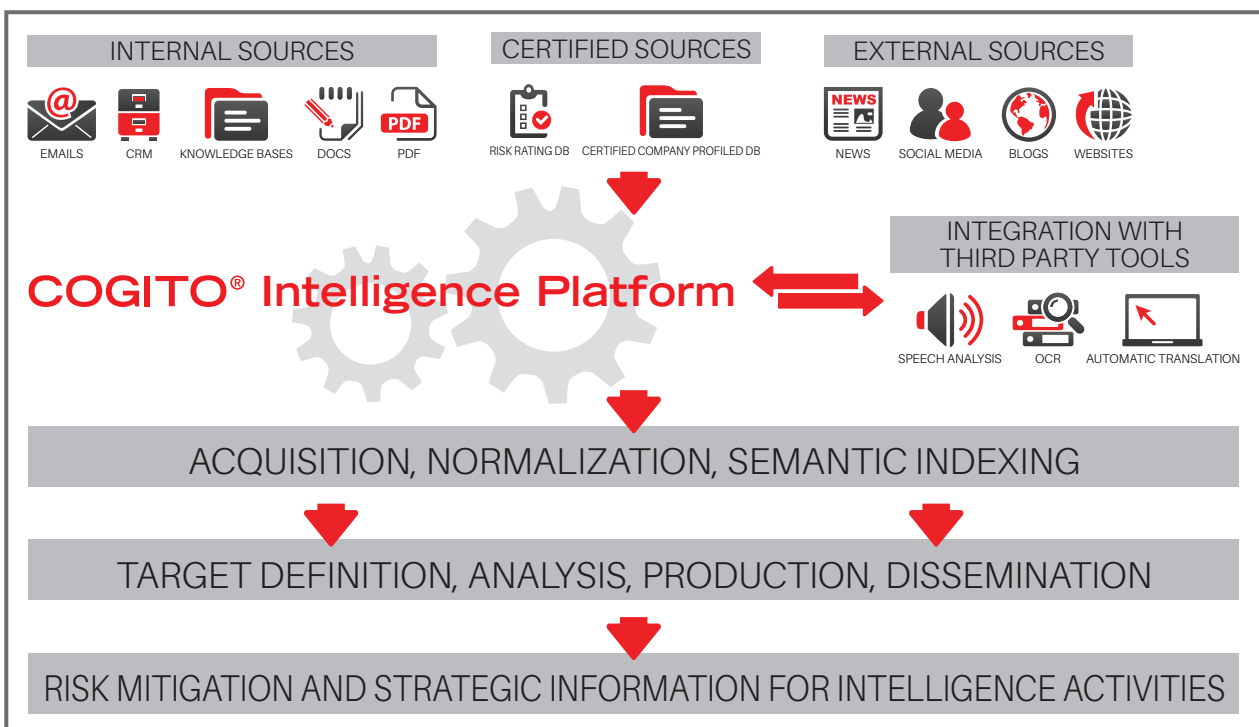 INTERNAL SOURCES
CERTIFIED SOURCES
EXTERNAL SOURCES
@
PDF
NEWS
EMAILS
CRM
KNOWLEDGE BASES
DOCS
PDF
RISK RATING DB
CERTIFIED COMPANY PROFILED DB
NEWS
SOCIAL MEDIA
BLOGS
WEBSITES
COGITO® Intelligence Platform
INTEGRATION WITH
THIRD PARTY TOOLS
SPEECH ANALYSIS
OCR
AUTOMATIC TRANSLATION
ACQUISITION, NORMALIZATION, SEMANTIC INDEXING
TARGET DEFINITION, ANALYSIS, PRODUCTION, DISSEMINATION
RISK MITIGATION AND STRATEGIC INFORMATION FOR INTELLIGENCE ACTIVITIES